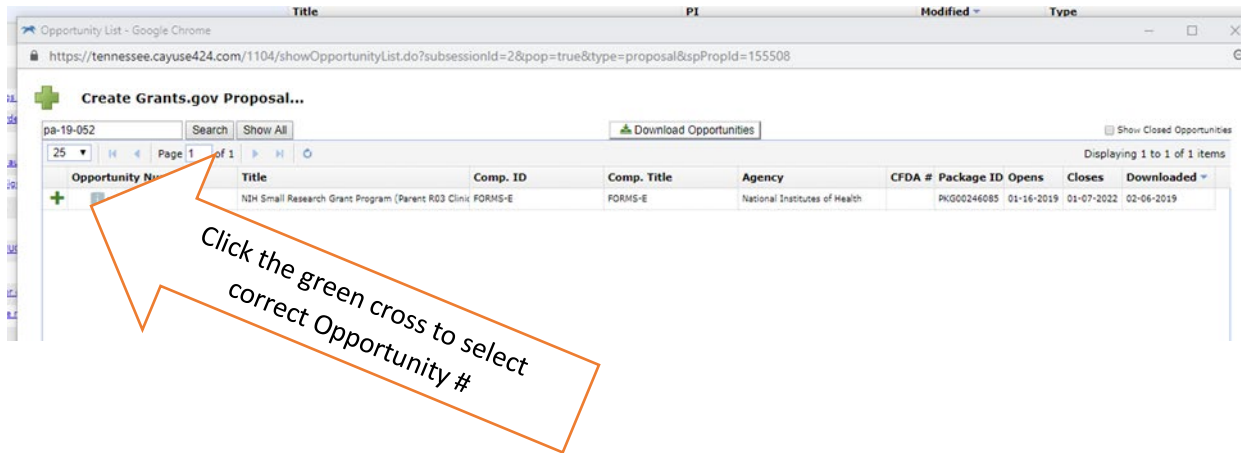 Title PI Modified Type
Opportunity List - Google Chrome
https://tennessee.cayuse424.com/1104/showOpportunityList.do?subsessionId=2&pop=true&type=proposal&spPropId=155508
Create Grants.gov Proposal...
pa-19-052 Search Show All Download Opportunities Show Closed Opportunities
25 Page 1 of 1 Displaying 1 to 1 of 1 items
Opportunity Title Comp. ID Comp. Title Agency CFDA # Package ID Opens Closes Downloaded
NIH Small Research Grant Program (Parent R03 Clinic FORMS-E FORMS-E National Institutes of Health PKG00246085 01-16-2019 01-07-2022 02-06-2019
Click the green cross to select
correct Opportunity #